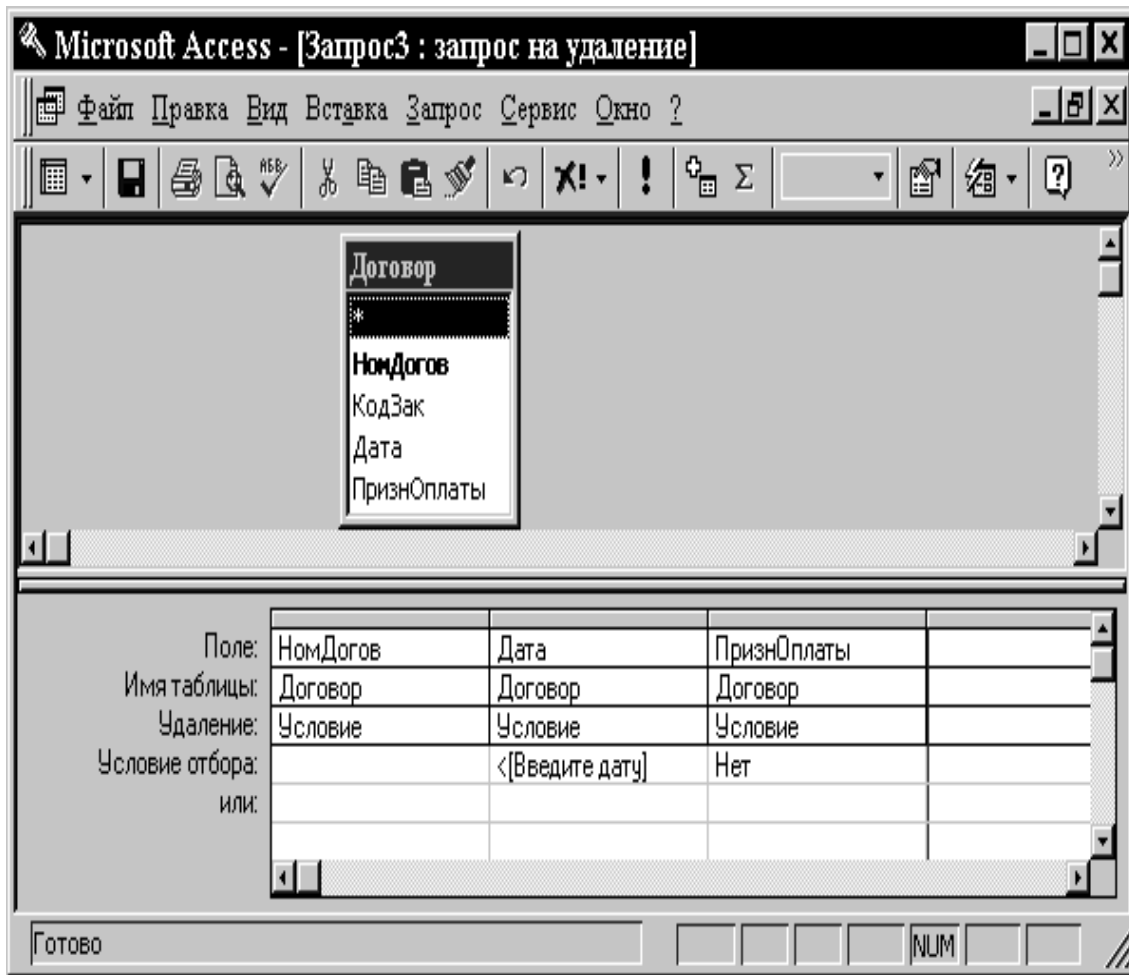 Microsoft Access - [Запрос3 : запрос на удаление]
Файл Правка Вид Вставка Запрос Сервис Окно ?
АБВ
Договор
*
НомДогов
КодЗак
Дата
ПризнОплаты
Поле: НомДогов Дата ПризнОплаты
Имя таблицы: Договор Договор Договор
Удаление: Условие Условие Условие
Условие отбора: <[Введите дату] Нет
или:
Готово NUM